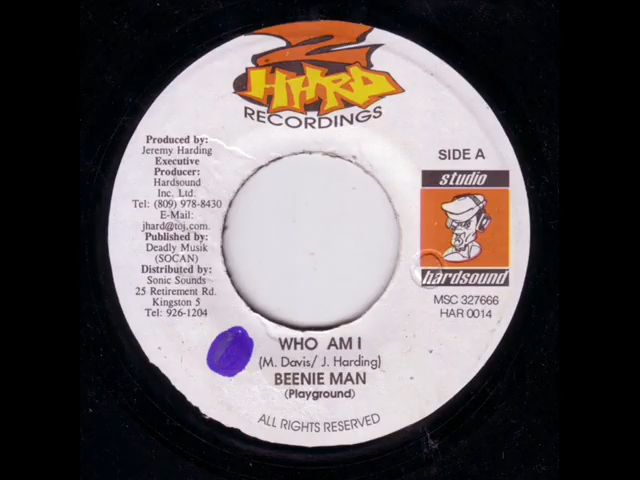 2
HARD
RECORDINGS
Produced by:
Jeremy Harding
Executive
Producer:
Hardsound
Inc. Ltd.
Tel: (809) 978-8430
E-Mail:
jhard@toj.com.
Published by:
Deadly Musik
(SOCAN)
Distributed by:
Sonic Sounds
25 Retirement Rd.
Kingston 5
Tel: 926-1204
SIDE A
studio
hardsound
MSC 327666
HAR 0014
WHO AM I
(M. Davis/ J. Harding)
BEENIE MAN
(Playground)
ALL RIGHTS RESERVED